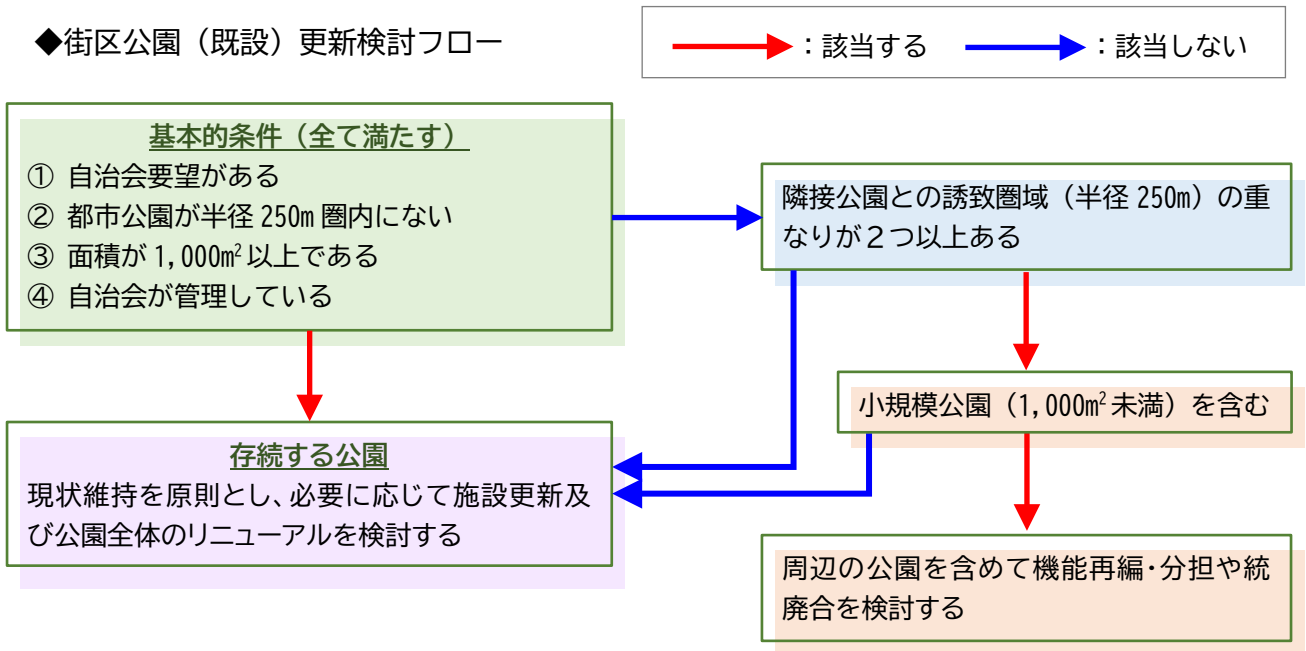 ◆街区公園（既設）更新検討フロー
：該当する
：該当しない
基本的条件（全て満たす）
① 自治会要望がある
② 都市公園が半径 250m 圏内にない
③ 面積が 1,000m²以上である
④ 自治会が管理している
隣接公園との誘致圏域（半径 250m）の重
なりが２つ以上ある
小規模公園（1,000m²未満）を含む
存続する公園
現状維持を原則とし、必要に応じて施設更新及
び公園全体のリニューアルを検討する
周辺の公園を含めて機能再編・分担や統
廃合を検討する